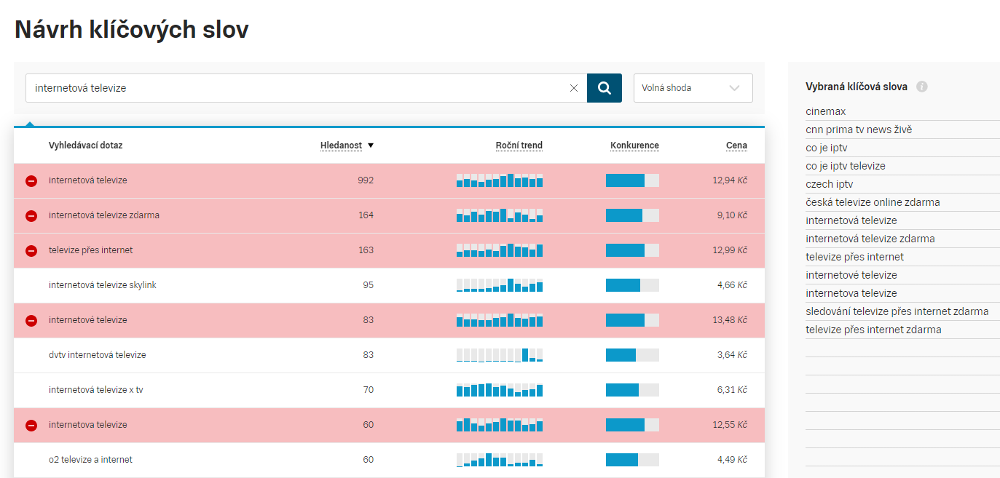 Návrh klíčových slov
internetová televize
Volná shoda
Vyhledávací dotaz Hledanost ▼ Roční trend Konkurence Cena
internetová televize 992 12,94 Kč
internetová televize zdarma 164 9,10 Kč
televize přes internet 163 12,99 Kč
internetová televize skylink 95 4,66 Kč
internetové televize 83 13,48 Kč
dvtv internetová televize 83 3,64 Kč
internetová televize x tv 70 6,31 Kč
internetova televize 60 12,55 Kč
o2 televize a internet 60 4,49 Kč
Vybraná klíčová slova i
cinemax
cnn prima tv news živě
co je iptv
co je iptv televize
czech iptv
česká televize online zdarma
internetová televize
internetová televize zdarma
televize přes internet
internetové televize
internetova televize
sledování televize přes internet zdarma
televize přes internet zdarma